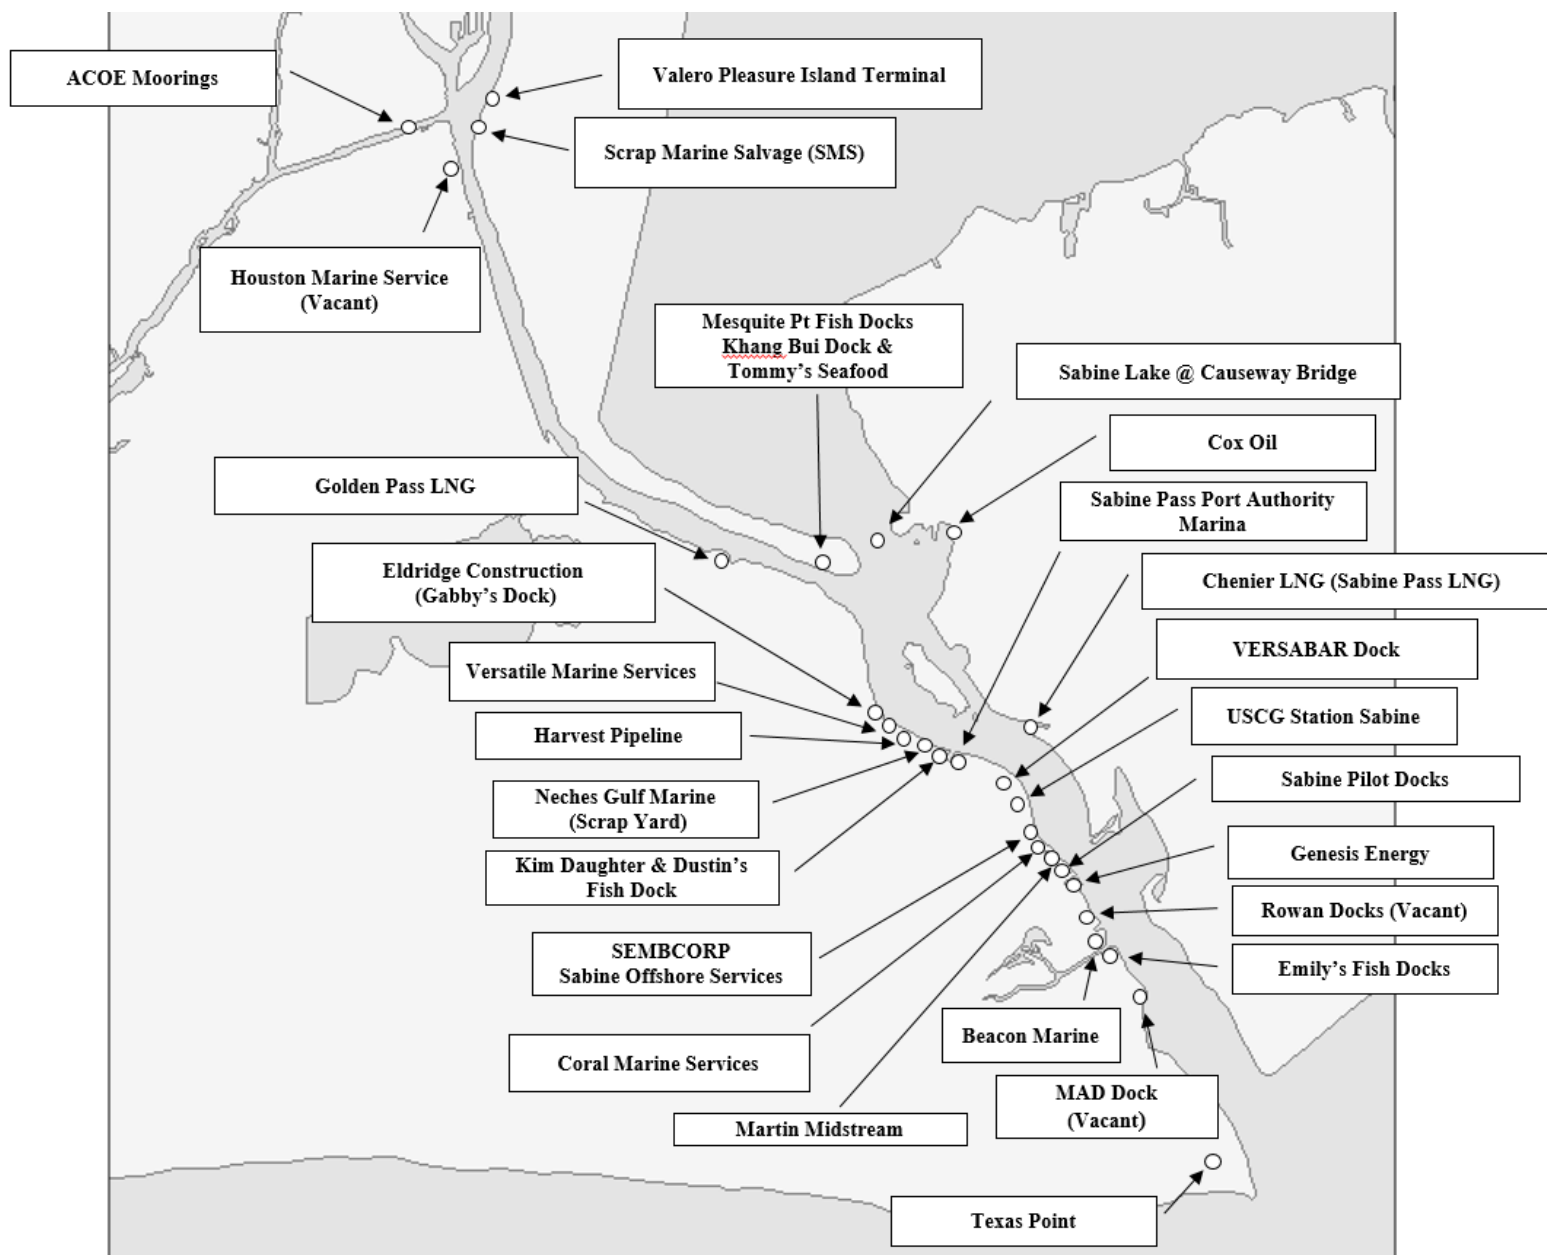 ACOE Moorings
Valero Pleasure Island Terminal
Scrap Marine Salvage (SMS)
Houston Marine Service
(Vacant)
Mesquite Pt Fish Docks
Khang Bui Dock &
Tommy's Seafood
Sabine Lake @ Causeway Bridge
Cox Oil
Golden Pass LNG
Sabine Pass Port Authority
Marina
Eldridge Construction
(Gabby's Dock)
Chenier LNG (Sabine Pass LNG)
Versatile Marine Services
VERSABAR Dock
Harvest Pipeline
USCG Station Sabine
Neches Gulf Marine
(Scrap Yard)
Sabine Pilot Docks
Kim Daughter & Dustin's
Fish Dock
Genesis Energy
Rowan Docks (Vacant)
SEMBCORP
Sabine Offshore Services
Emily's Fish Docks
Beacon Marine
Coral Marine Services
MAD Dock
(Vacant)
Martin Midstream
Texas Point